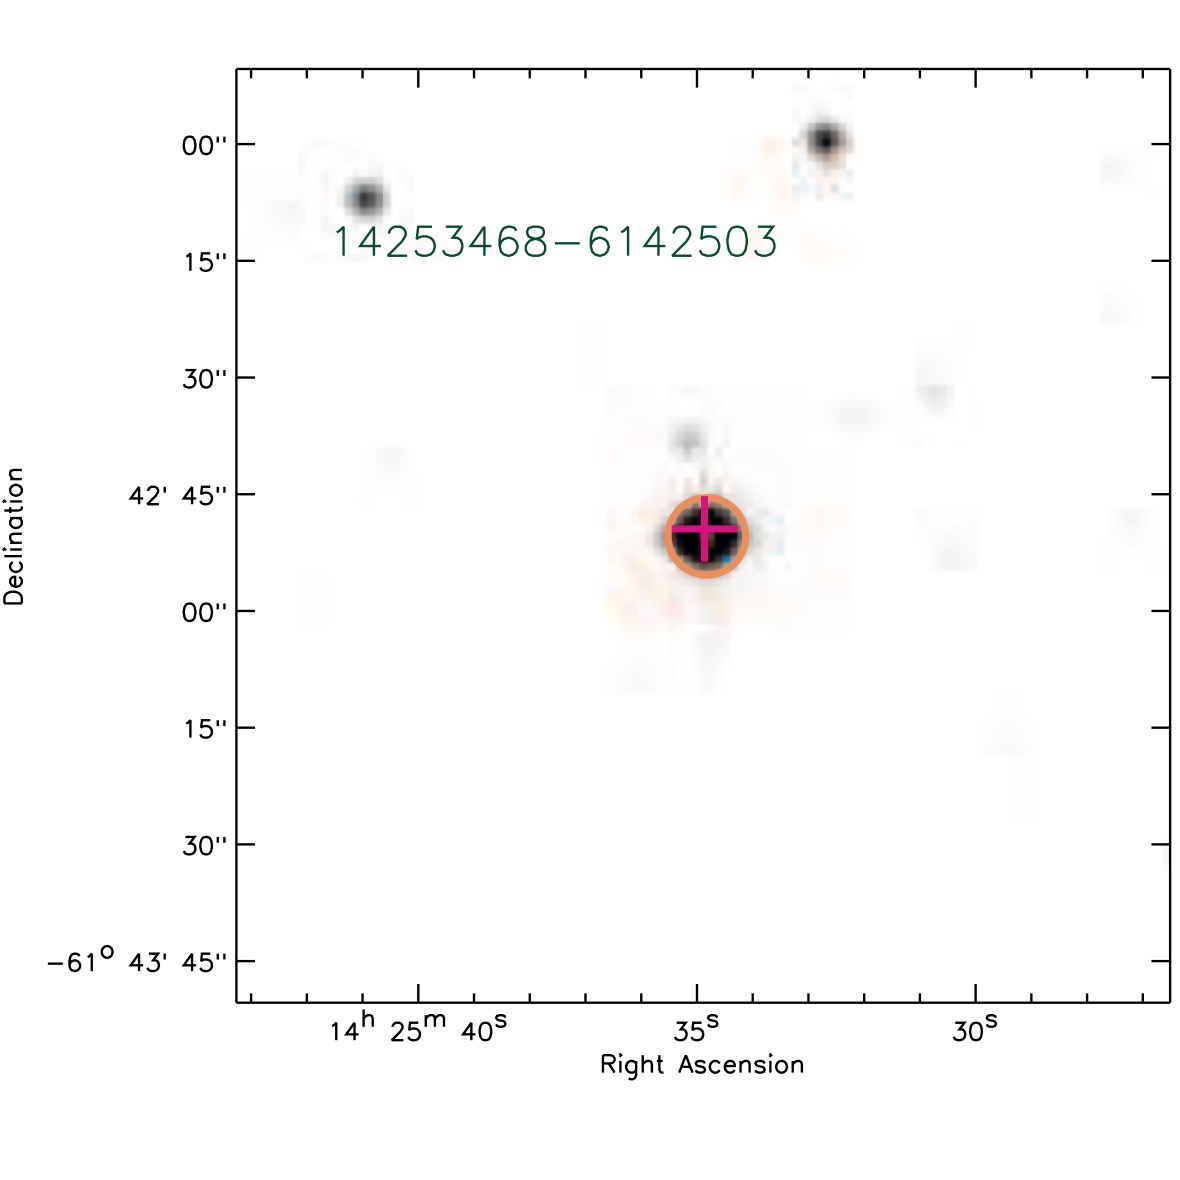 00"
14253468-6142503
15"
30"
42' 45"
00"
15"
30"
-61° 43' 45"
14ʰ 25ᵐ 40ˢ 35ˢ 30ˢ
Right Ascension
Declination